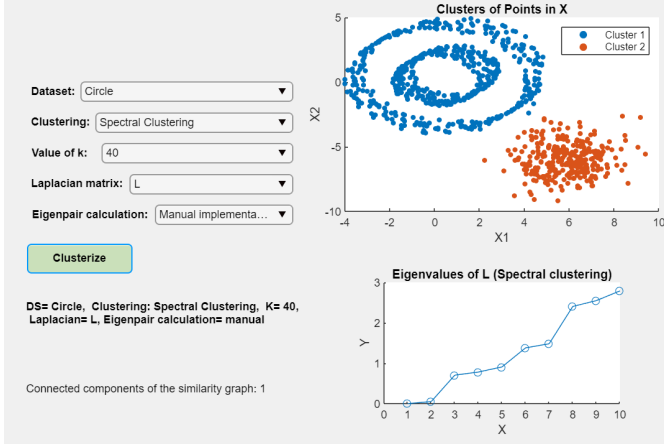 Dataset: Circle
Clustering: Spectral Clustering
Value of k: 40
Laplacian matrix: L
Eigenpair calculation: Manual implementa...
Clusterize
DS= Circle, Clustering: Spectral Clustering, K= 40,
Laplacian= L, Eigenpair calculation= manual
Connected components of the similarity graph: 1
Clusters of Points in X
Cluster 1
Cluster 2
5
0
-5
-10
X2
-4 -2 0 2 4 6 8 10
X1
Eigenvalues of L (Spectral clustering)
3
2
1
0
Y
0 1 2 3 4 5 6 7 8 9 10
X